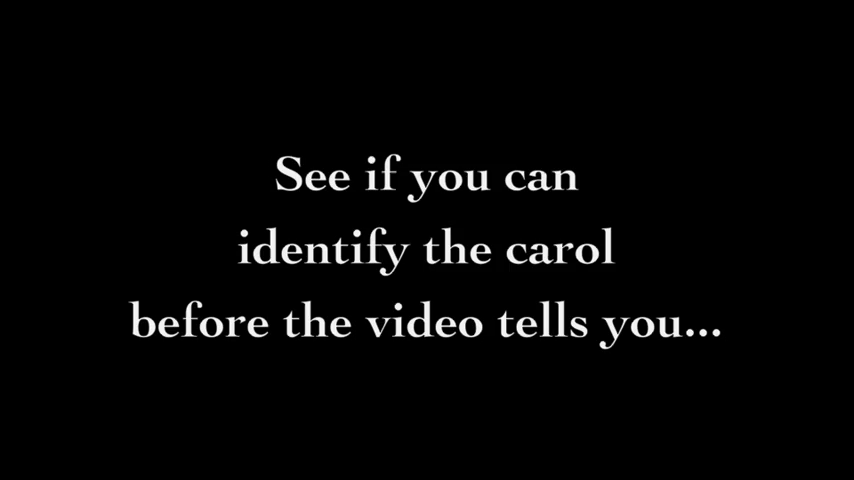 See if you can
identify the carol
before the video tells you...